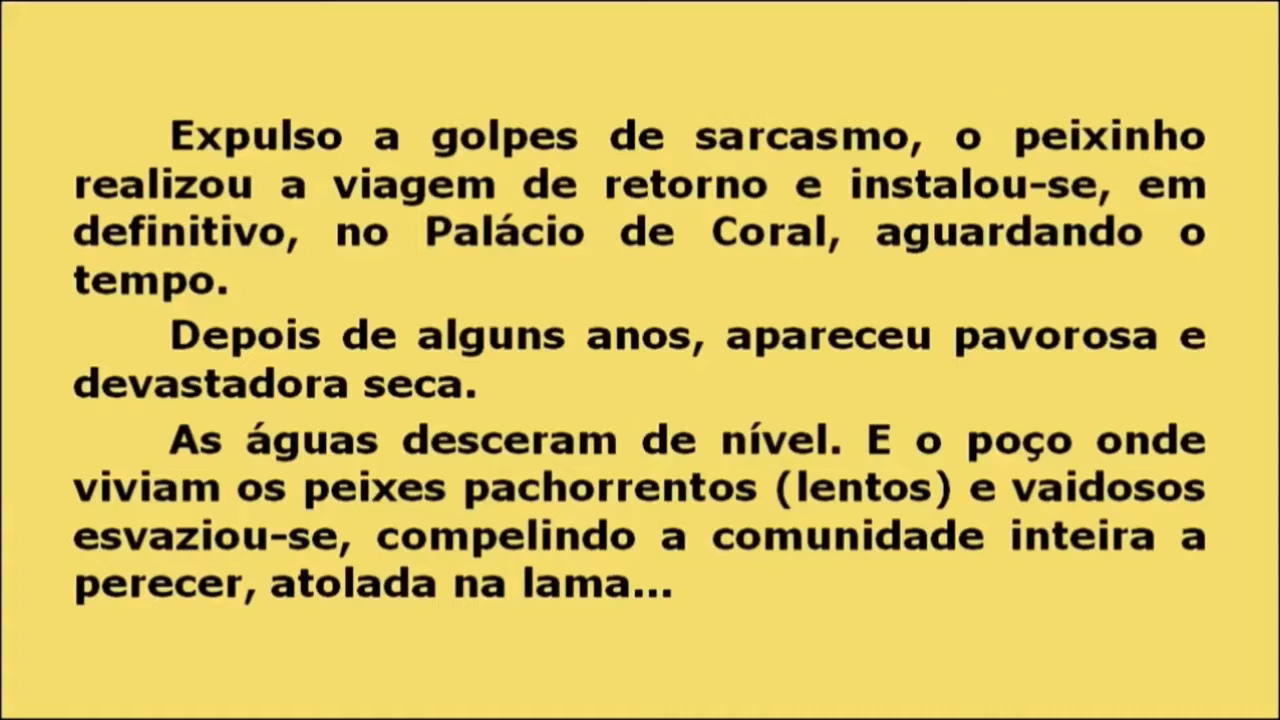 Expulso a golpes de sarcasmo, o peixinho
realizou a viagem de retorno e instalou-se, em
definitivo, no Palácio de Coral, aguardando o
tempo.
Depois de alguns anos, apareceu pavorosa e
devastadora seca.
As águas desceram de nível. E o poço onde
viviam os peixes pachorrentos (lentos) e vaidosos
esvaziou-se, compelindo a comunidade inteira a
perecer, atolada na lama...